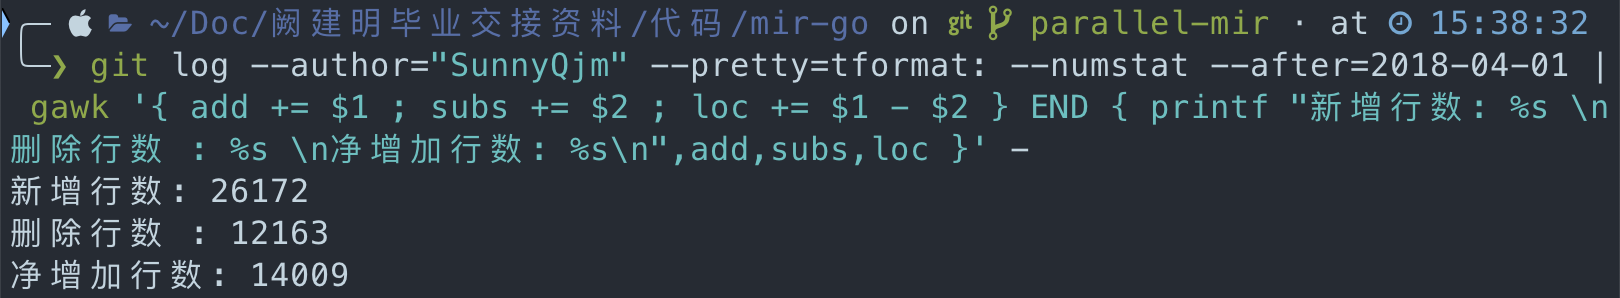 ~/Doc/阙建明毕业交接资料/代码/mir-go on git parallel-mir · at 15:38:32
❯ git log --author="SunnyQjm" --pretty=tformat: --numstat --after=2018-04-01 |
gawk '{ add += $1 ; subs += $2 ; loc += $1 - $2 } END { printf "新增行数: %s \n
删除行数 : %s \n净增加行数: %s\n",add,subs,loc }' -
新增行数: 26172
删除行数 : 12163
净增加行数: 14009